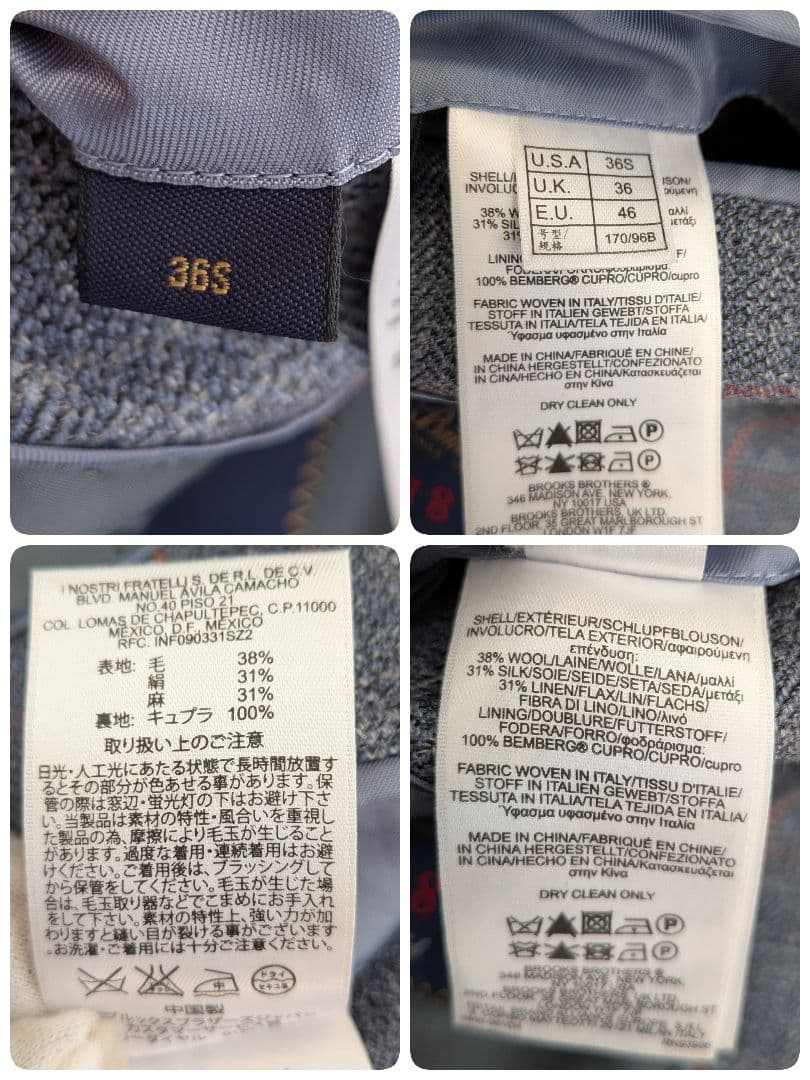 36S
U.S.A 36S
U.K. 36
E.U. 46
号型/规格 170/96B
SHELL/
INVOLUC
38% W
31% SIL
31%
LINING
100% BEMBERG® CUPRO/CUPRO/cupro
FABRIC WOVEN IN ITALY/TISSU D'ITALIE/
STOFF IN ITALIEN GEWEBT/STOFFA
TESSUTA IN ITALIA/TELA TEJIDA EN ITALIA/
Ύφασμα υφασμένο στην Ιταλία
MADE IN CHINA/FABRIQUÉ EN CHINE/
IN CHINA HERGESTELLT/CONFEZIONATO
IN CINA/HECHO EN CHINA/Κατασκευάζεται
στην Κίνα
DRY CLEAN ONLY
P
P
BROOKS BROTHERS ®
346 MADISON AVE. NEW YORK,
NY 10017 USA
BROOKS BROTHERS, UK LTD.
2ND FLOOR, 36 GREAT MARLBOROUGH ST
LONDON W1F 7JF
I NOSTRI FRATELLI S. DE R.L. DE C.V.
BLVD. MANUEL AVILA CAMACHO
NO.40 PISO 21
COL. LOMAS DE CHAPULTEPEC, C.P.11000
MÉXICO, D.F., MÉXICO
RFC. INF090331SZ2
表地: 毛 38%
絹 31%
麻 31%
裏地: キュプラ 100%
取り扱い上のご注意
日光・人工光にあたる状態で長時間放置す
るとその部分が色あせる事があります。保
管の際は窓辺・蛍光灯の下はお避け下さ
い。当製品は素材の特性・風合いを重視し
た製品の為、摩擦により毛玉が生じること
があります。過度な着用・連続着用はお避
けください。ご着用後は、ブラッシングして
から保管をしてください。毛玉が生じた場
合は、毛玉取り器などでこまめにお手入れ
をして下さい。素材の特性上、強い力が加
わりますと縫い目が裂ける事がございます
。お洗濯・ご着用には十分ご注意ください。
中
ドライ
セキユ系
中国製
SHELL/EXTÉRIEUR/SCHLUPFBLOUSON/
INVOLUCRO/TELA EXTERIOR/αφαιρούμενη
επένδυση:
38% WOOL/LAINE/WOLLE/LANA/μαλλί
31% SILK/SOIE/SEIDE/SETA/SEDA/μετάξι
31% LINEN/FLAX/LIN/FLACHS/
FIBRA DI LINO/LINO/λινό
LINING/DOUBLURE/FUTTERSTOFF/
FODERA/FORRO/φοδράρισμα:
100% BEMBERG® CUPRO/CUPRO/cupro
FABRIC WOVEN IN ITALY/TISSU D'ITALIE/
STOFF IN ITALIEN GEWEBT/STOFFA
TESSUTA IN ITALIA/TELA TEJIDA EN ITALIA/
Ύφασμα υφασμένο στην Ιταλία
MADE IN CHINA/FABRIQUÉ EN CHINE/
IN CHINA HERGESTELLT/CONFEZIONATO
IN CINA/HECHO EN CHINA/Κατασκευάζεται
στην Κίνα
DRY CLEAN ONLY
P
P